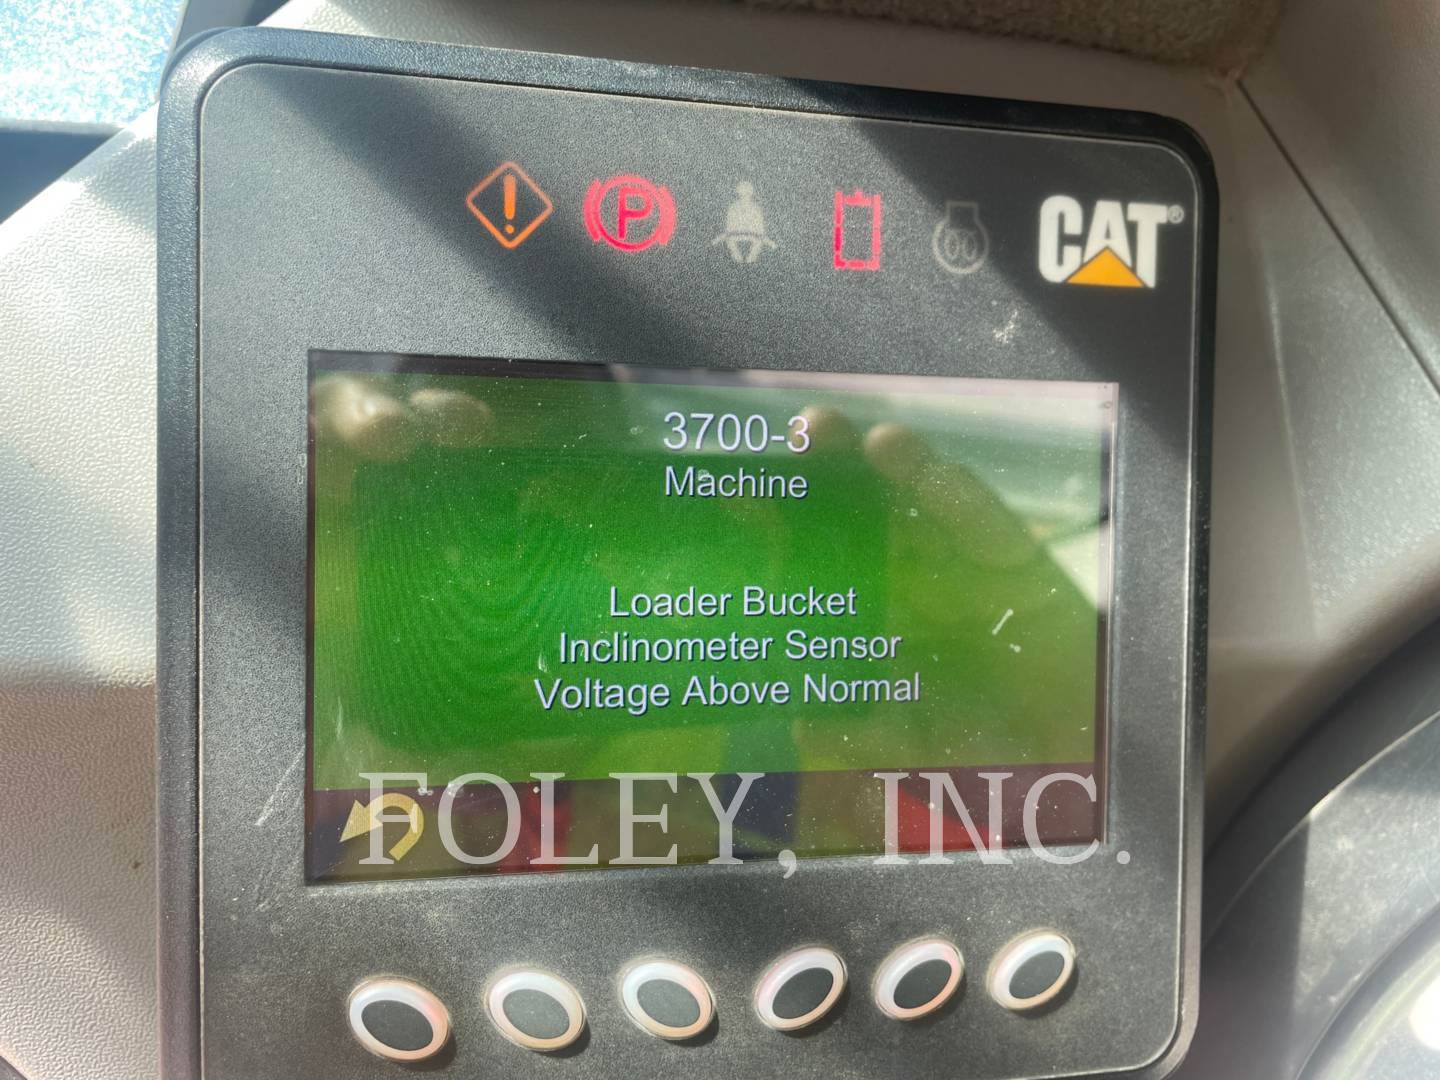 P
CAT®
3700-3
Machine
Loader Bucket
Inclinometer Sensor
Voltage Above Normal
FOLEY, INC.